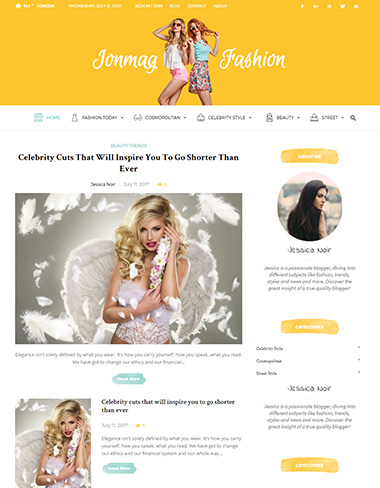 LONDON
WEDNESDAY, JULY 12, 2017
SIGN IN / JOIN
BLOG
CONTACT
ABOUT
Jonmag Fashion
HOME
FASHION TODAY
COSMOPOLITAN
CELEBRITY STYLE
BEAUTY
STREET
BEAUTY TRENDS
Celebrity Cuts That Will Inspire You To Go Shorter Than
Ever
Jessica Noir July 11, 2017 0
Elegance isn't solely defined by what you wear. It's how you carry yourself, how you speak, what you read.
We have got to change our ethics and our financial...
Read More
Celebrity cuts that will inspire you to go shorter
than ever
July 11, 2017 0
Elegance isn't solely defined by what you wear. It's how you carry
yourself, how you speak, what you read. We have got to change
our ethics and our financial system and our whole way...
Read More
ABOUT ME
Jessica Noir
Jessica is a passionate blogger, diving into
different subjects like fashion, trends,
styles and news and more. Discover the
great insight of a true quality blogger!
CATEGORIES
Celebrity Style
Cosmopolitan
Street Style
Jessica Noir
Jessica is a passionate blogger, diving into
different subjects like fashion, trends,
styles and news and more. Discover the
great insight of a true quality blogger!
CATEGORIES